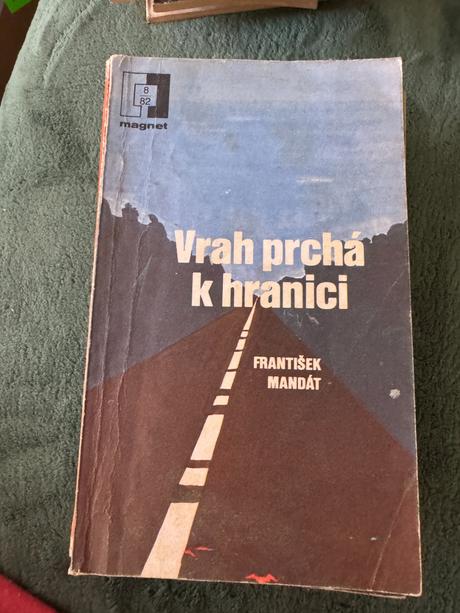 8
82
magnet
Vrah prchá
k hranici
FRANTIŠEK
MANDÁT